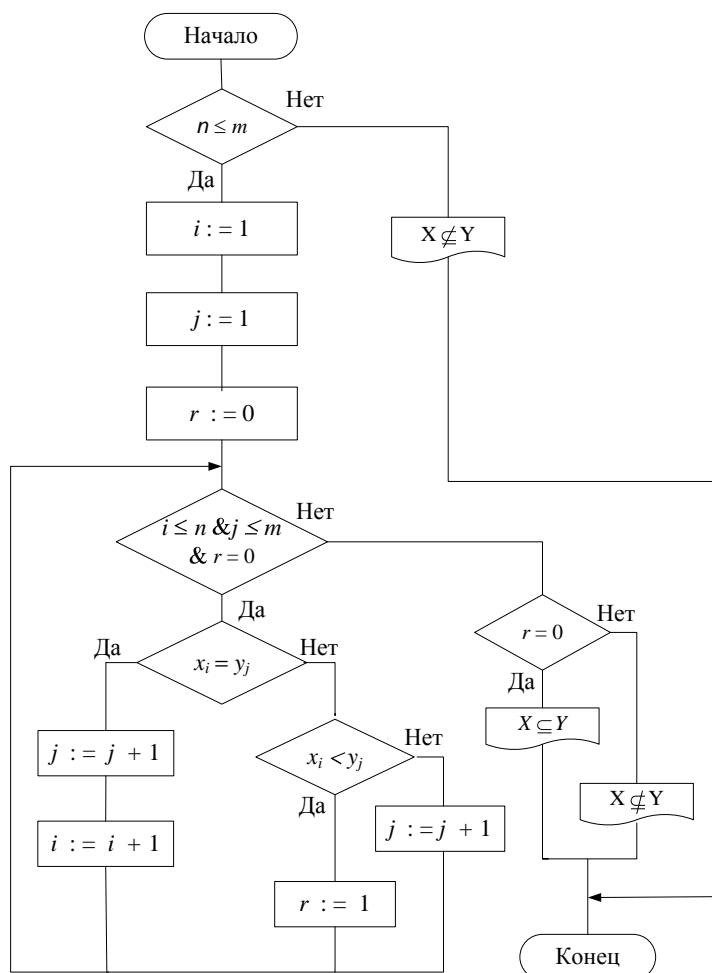 Начало
Нет
n ≤ m
Да
i := 1
X ⊈ Y
j := 1
r := 0
Нет
i ≤ n & j ≤ m
& r = 0
Да
Нет
r = 0
Да
Нет
x_i = y_j
Да
X ⊆ Y
Нет
j := j + 1
x_i < y_j
Да
X ⊈ Y
j := j + 1
i := i + 1
r := 1
Конец